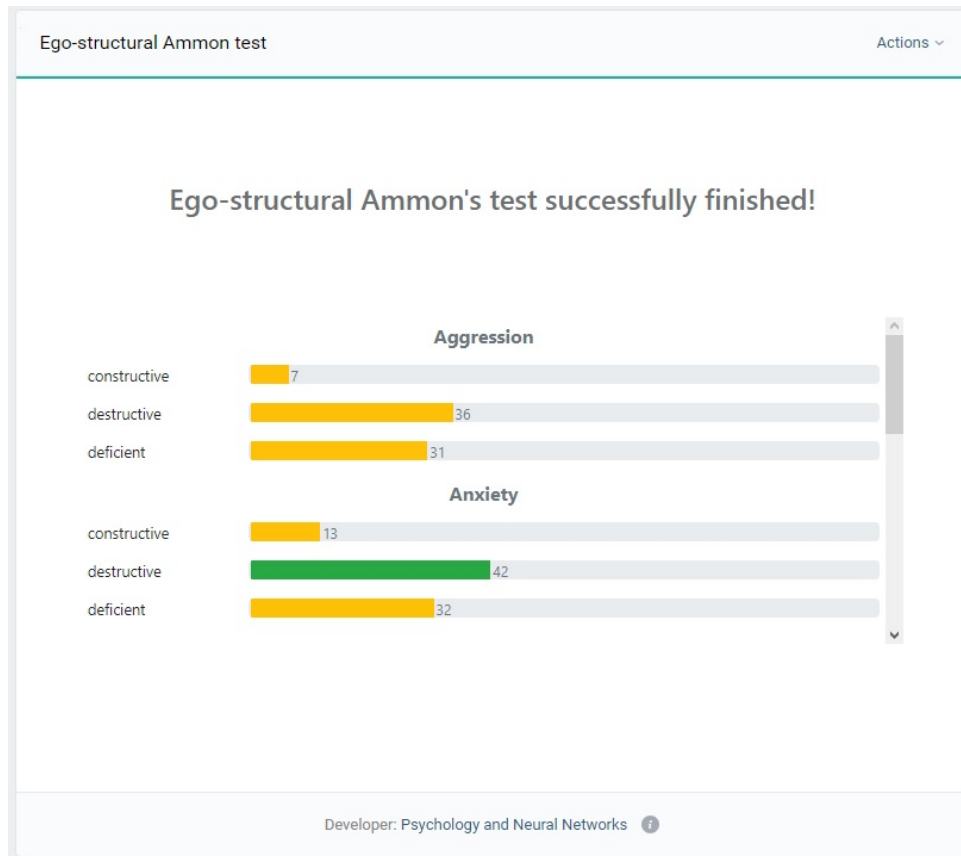 Ego-structural Ammon test
Actions
Ego-structural Ammon's test successfully finished!
Aggression
constructive 7
destructive 36
deficient 31
Anxiety
constructive 13
destructive 42
deficient 32
Developer: Psychology and Neural Networks i